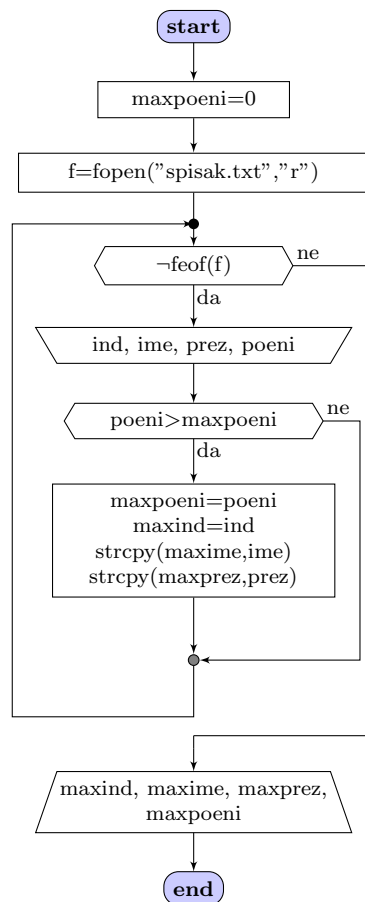 start
maxpoeni=0
f=fopen(”spisak.txt”,”r”)
¬feof(f)
ne
da
ind, ime, prez, poeni
poeni>maxpoeni
ne
da
maxpoeni=poeni
maxind=ind
strcpy(maxime,ime)
strcpy(maxprez,prez)
maxind, maxime, maxprez,
maxpoeni
end